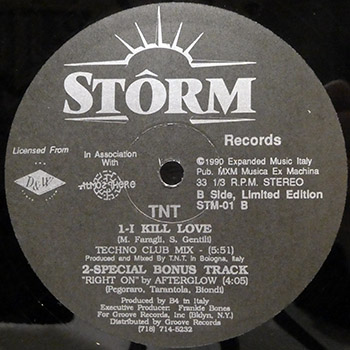 STÔRM
Records
Licensed From
D&W
In Association
With
©1990 Expanded Music Italy
Pub. MXM Musica Ex Machina
33 1/3 R.P.M. STEREO
B Side, Limited Edition
STM-01 B
TNT
1-I KILL LOVE
(M. Faragli, S. Gentili)
TECHNO CLUB MIX - (5:51)
Produced and Mixed By T.N.T. in Bologna, Italy
2-SPECIAL BONUS TRACK
"RIGHT ON" by AFTERGLOW (4:05)
(Pegoraro, Tarantola, Biondi)
Produced by B4 in Italy
Executive Producer: Frankie Bones
For Groove Records, Inc (Bklyn, N.Y.)
Distributed by Groove Records
(718) 714-5232